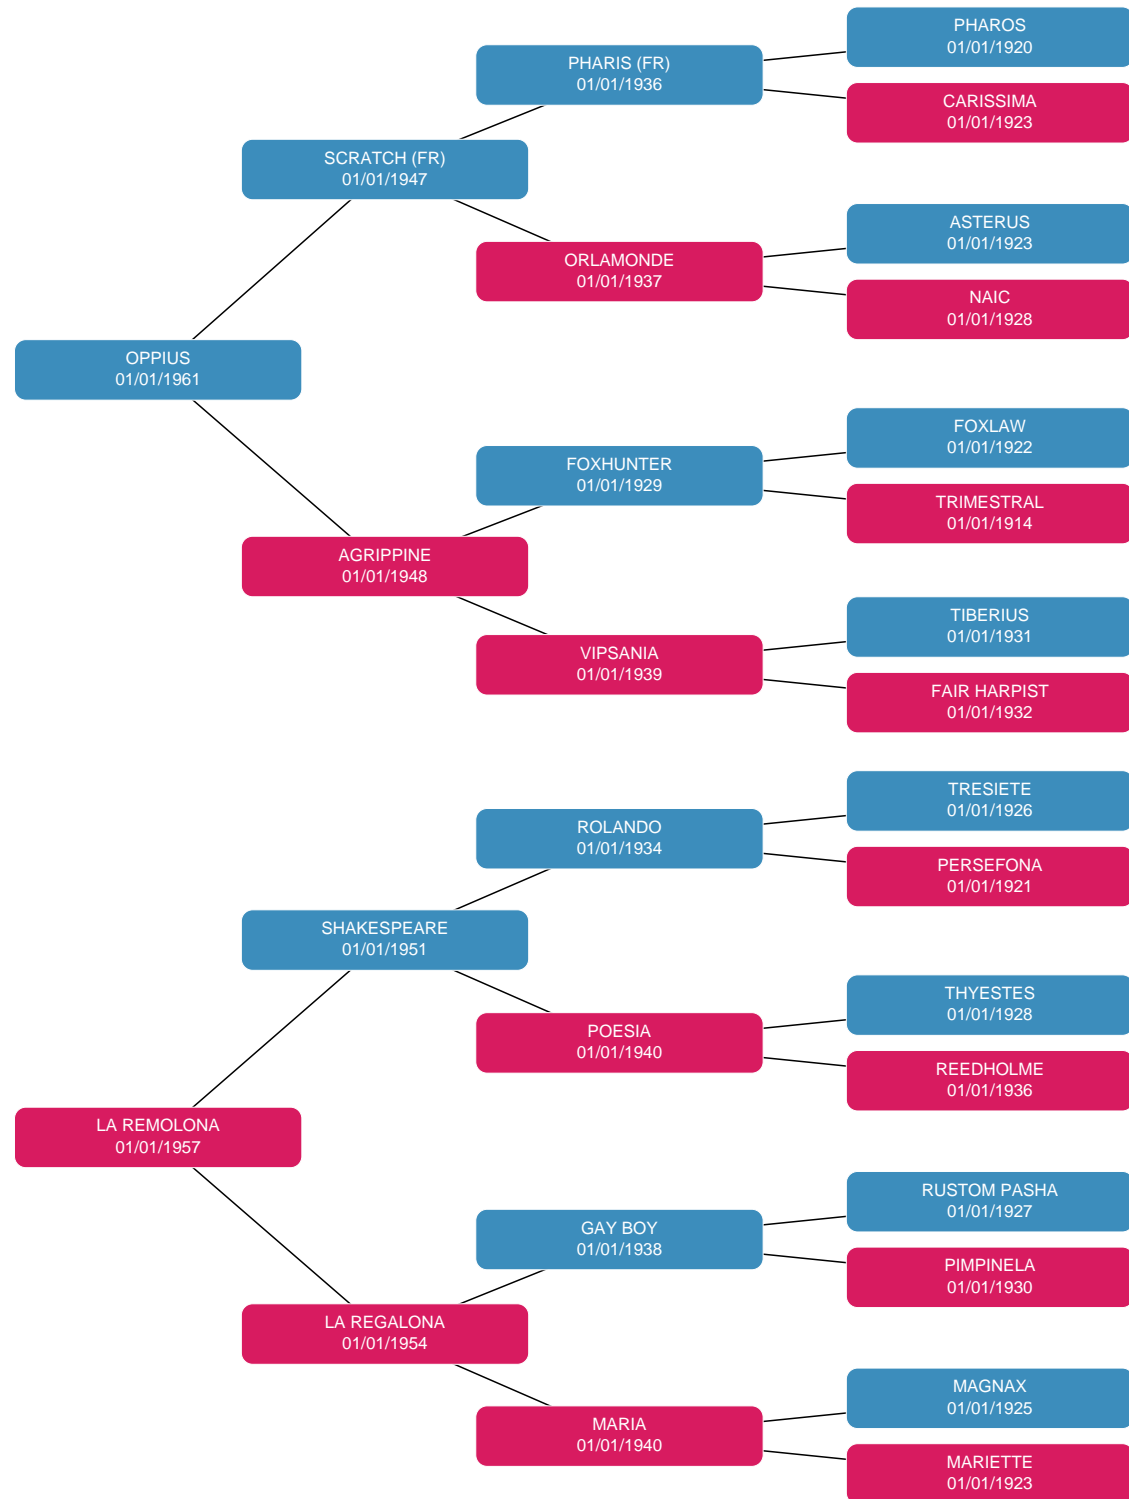 PHAROS
01/01/1920
PHARIS (FR)
01/01/1936
CARISSIMA
01/01/1923
SCRATCH (FR)
01/01/1947
ASTERUS
01/01/1923
ORLAMONDE
01/01/1937
NAIC
01/01/1928
OPPIUS
01/01/1961
FOXLAW
01/01/1922
FOXHUNTER
01/01/1929
TRIMESTRAL
01/01/1914
AGRIPPINE
01/01/1948
TIBERIUS
01/01/1931
VIPSANIA
01/01/1939
FAIR HARPIST
01/01/1932
TRESIETE
01/01/1926
ROLANDO
01/01/1934
PERSEFONA
01/01/1921
SHAKESPEARE
01/01/1951
THYESTES
01/01/1928
POESIA
01/01/1940
REEDHOLME
01/01/1936
LA REMOLONA
01/01/1957
RUSTOM PASHA
01/01/1927
GAY BOY
01/01/1938
PIMPINELA
01/01/1930
LA REGALONA
01/01/1954
MAGNAX
01/01/1925
MARIA
01/01/1940
MARIETTE
01/01/1923